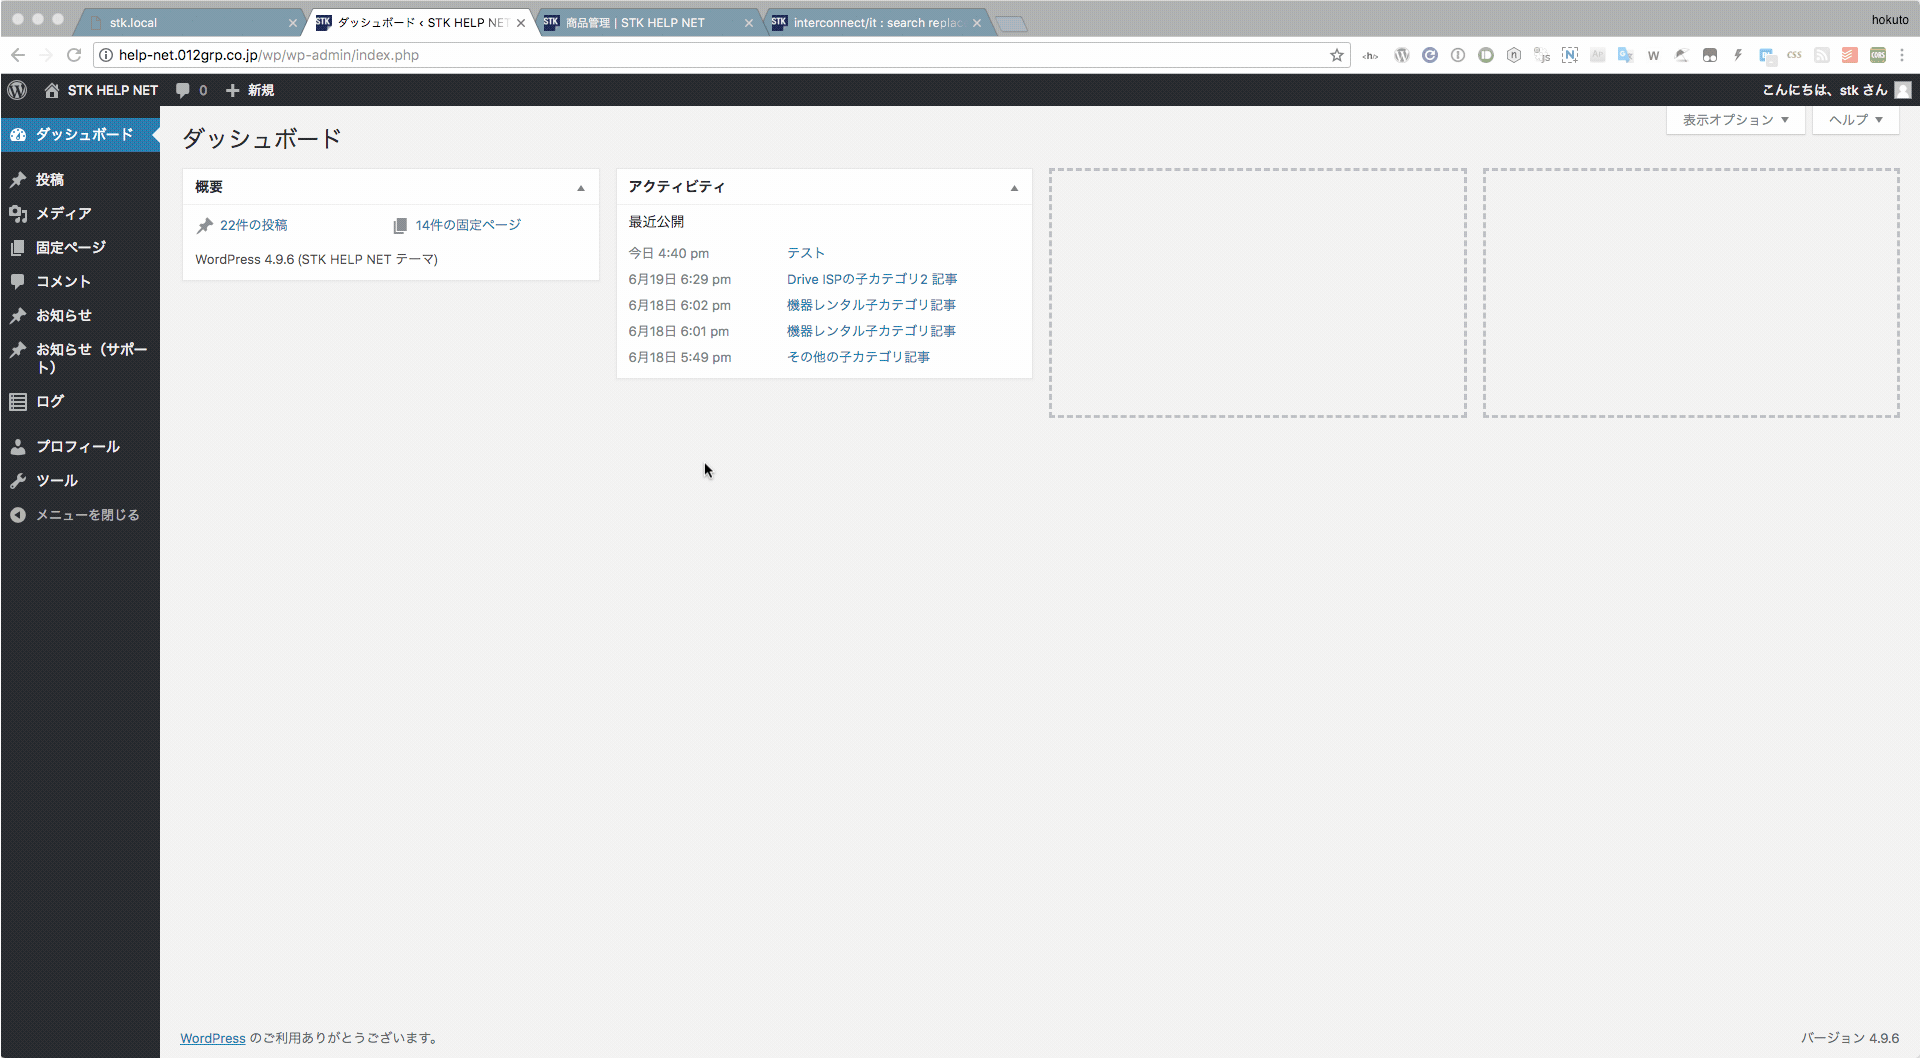 stk.local
ダッシュボード ‹ STK HELP NET
商品管理 | STK HELP NET
interconnect/it : search replac
hokuto
help-net.012grp.co.jp/wp/wp-admin/index.php
STK HELP NET
0
新規
こんにちは、stk さん
ダッシュボード
投稿
メディア
固定ページ
コメント
お知らせ
お知らせ（サポー
ト）
ログ
プロフィール
ツール
メニューを閉じる
ダッシュボード
表示オプション
ヘルプ
概要
22件の投稿
14件の固定ページ
WordPress 4.9.6 (STK HELP NET テーマ)
アクティビティ
最近公開
今日 4:40 pm テスト
6月19日 6:29 pm Drive ISPの子カテゴリ2 記事
6月18日 6:02 pm 機器レンタル子カテゴリ記事
6月18日 6:01 pm 機器レンタル子カテゴリ記事
6月18日 5:49 pm その他の子カテゴリ記事
WordPress のご利用ありがとうございます。
バージョン 4.9.6